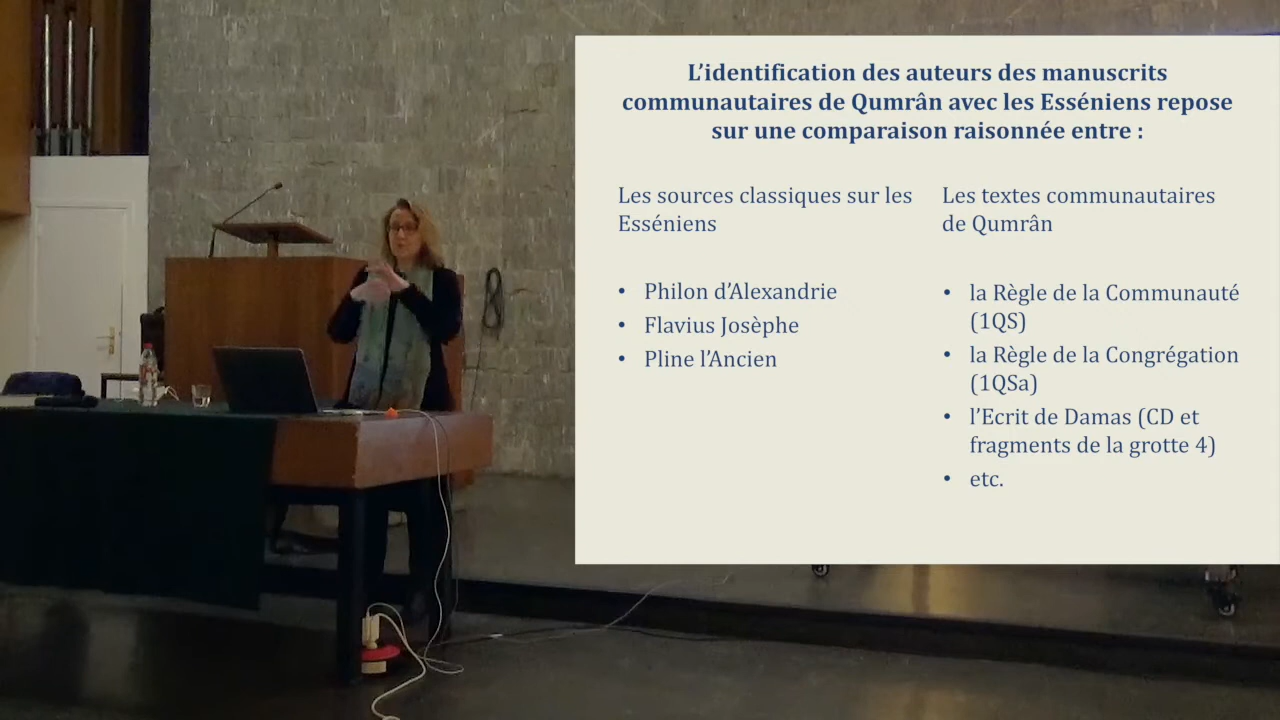 L’identification des auteurs des manuscrits
communautaires de Qumrân avec les Esséniens repose
sur une comparaison raisonnée entre :
Les sources classiques sur les
Esséniens
• Philon d’Alexandrie
• Flavius Josèphe
• Pline l’Ancien
Les textes communautaires
de Qumrân
• la Règle de la Communauté
(1QS)
• la Règle de la Congrégation
(1QSa)
• l’Ecrit de Damas (CD et
fragments de la grotte 4)
• etc.